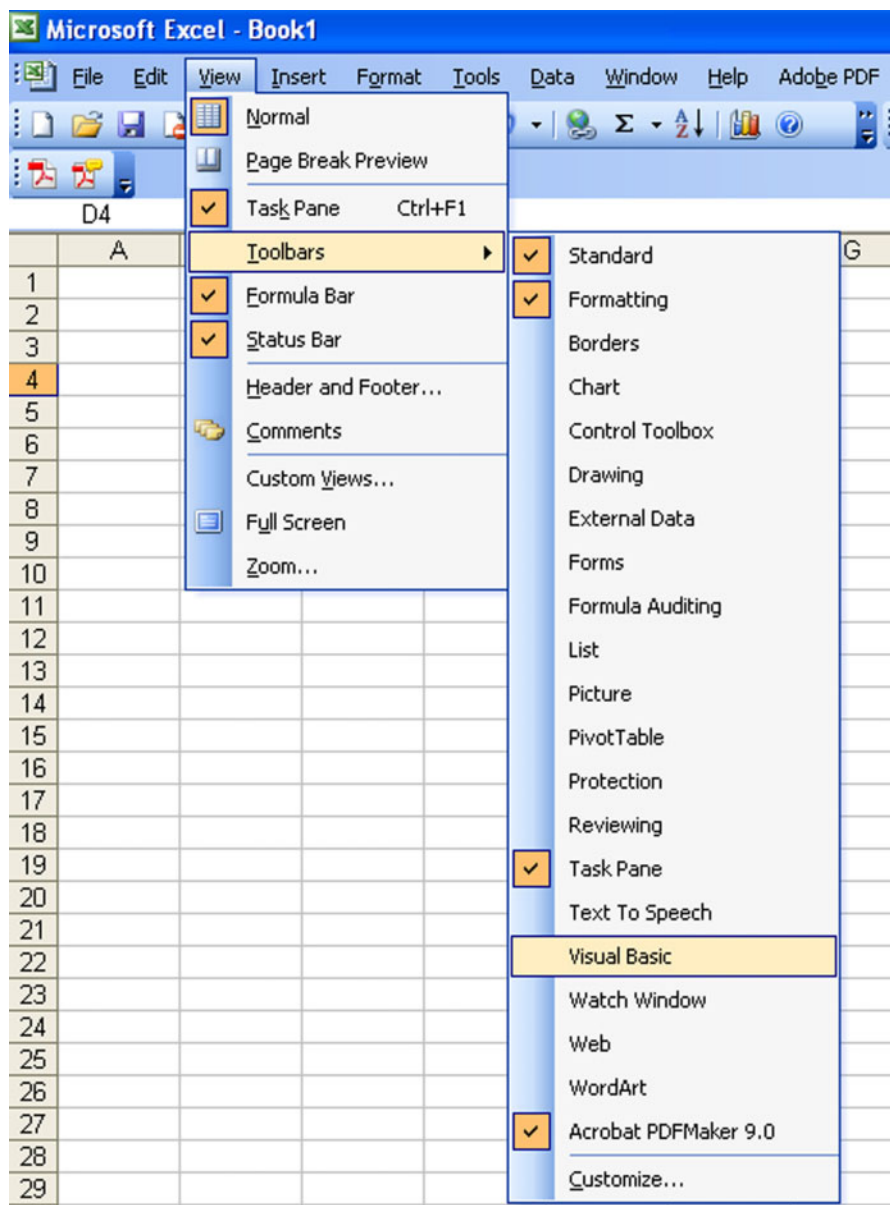 Microsoft Excel - Book1
File Edit View Insert Format Tools Data Window Help Adobe PDF
Σ A Z
D4
A G
Normal
Page Break Preview
Task Pane Ctrl+F1
Toolbars
Formula Bar
Status Bar
Header and Footer...
Comments
Custom Views...
Full Screen
Zoom...
Standard
Formatting
Borders
Chart
Control Toolbox
Drawing
External Data
Forms
Formula Auditing
List
Picture
PivotTable
Protection
Reviewing
Task Pane
Text To Speech
Visual Basic
Watch Window
Web
WordArt
Acrobat PDFMaker 9.0
Customize...
1
2
3
4
5
6
7
8
9
10
11
12
13
14
15
16
17
18
19
20
21
22
23
24
25
26
27
28
29